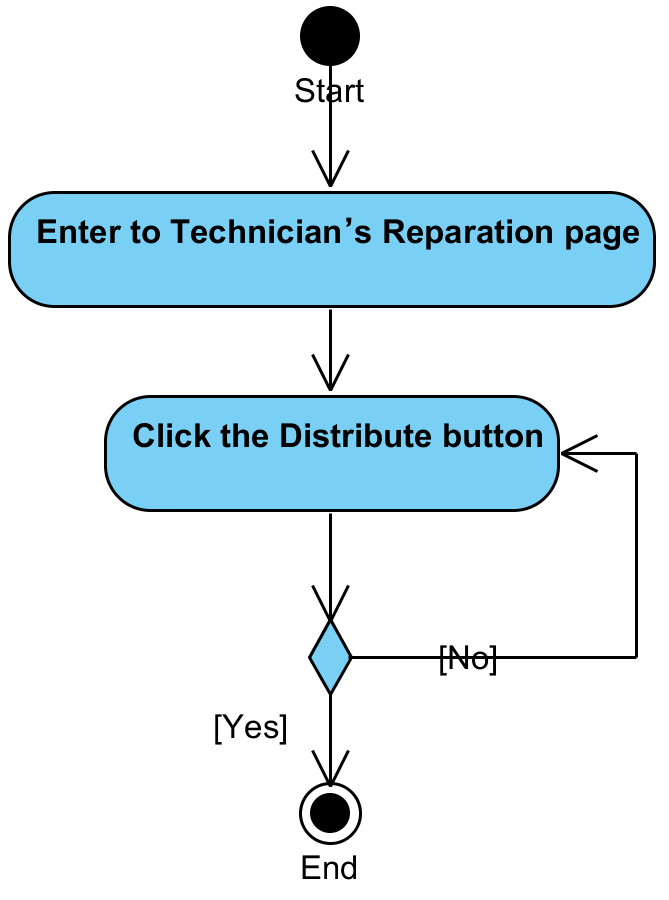 Start
Enter to Technician’s Reparation page
Click the Distribute button
[No]
[Yes]
End